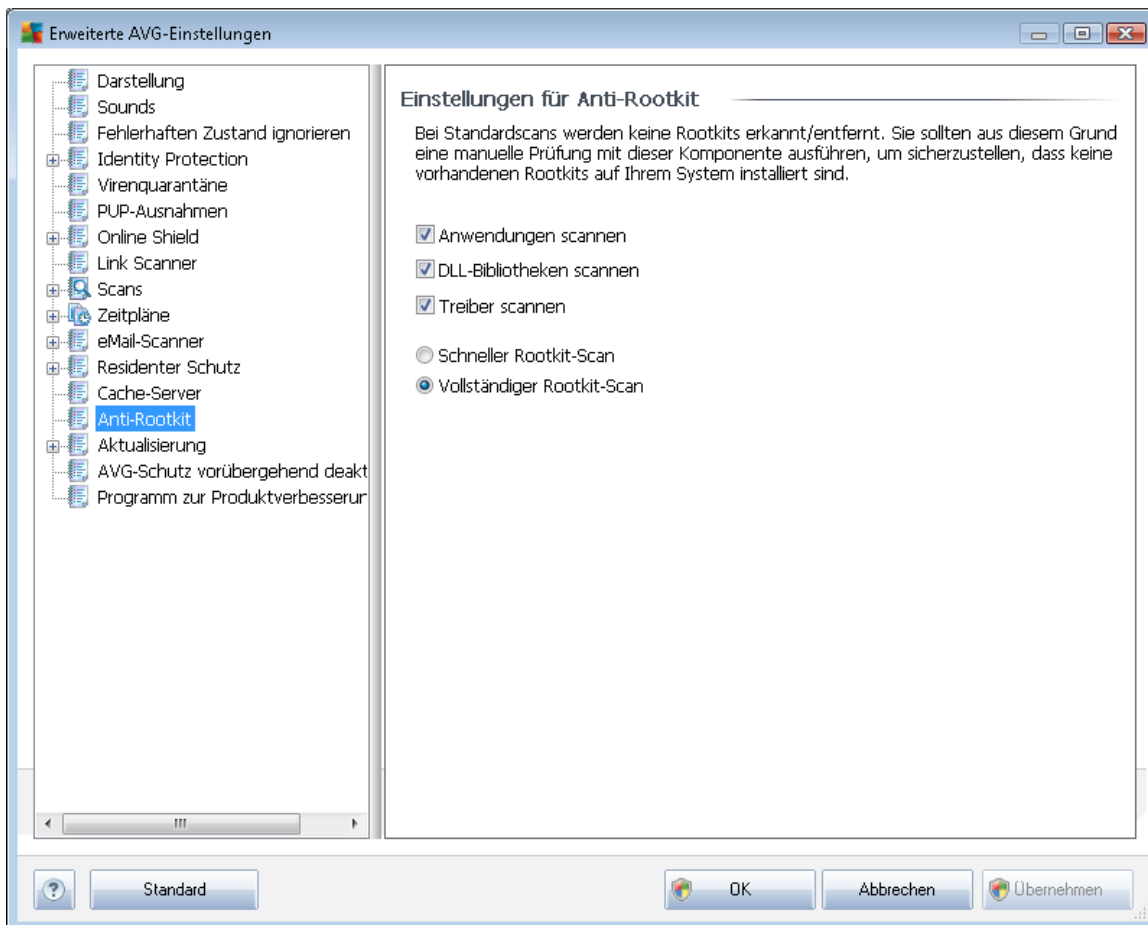 Erweiterte AVG-Einstellungen
Darstellung
Sounds
Fehlerhaften Zustand ignorieren
Identity Protection
Virenquarantäne
PUP-Ausnahmen
Online Shield
Link Scanner
Scans
Zeitpläne
eMail-Scanner
Residenter Schutz
Cache-Server
Anti-Rootkit
Aktualisierung
AVG-Schutz vorübergehend deakt
Programm zur Produktverbesserur
Einstellungen für Anti-Rootkit
Bei Standardscans werden keine Rootkits erkannt/entfernt. Sie sollten aus diesem Grund
eine manuelle Prüfung mit dieser Komponente ausführen, um sicherzustellen, dass keine
vorhandenen Rootkits auf Ihrem System installiert sind.
Anwendungen scannen
DLL-Bibliotheken scannen
Treiber scannen
Schneller Rootkit-Scan
Vollständiger Rootkit-Scan
?
Standard
OK
Abbrechen
Übernehmen